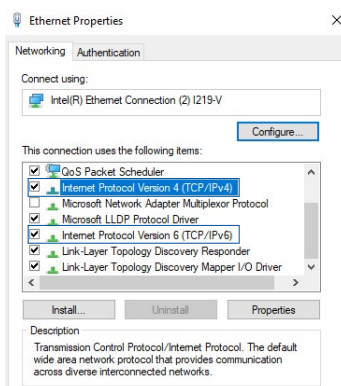 Ethernet Properties
Networking Authentication
Connect using:
Intel(R) Ethernet Connection (2) I219-V
Configure...
This connection uses the following items:
QoS Packet Scheduler
Internet Protocol Version 4 (TCP/IPv4)
Microsoft Network Adapter Multiplexor Protocol
Microsoft LLDP Protocol Driver
Internet Protocol Version 6 (TCP/IPv6)
Link-Layer Topology Discovery Responder
Link-Layer Topology Discovery Mapper I/O Driver
Install... Uninstall Properties
Description
Transmission Control Protocol/Internet Protocol. The default
wide area network protocol that provides communication
across diverse interconnected networks.